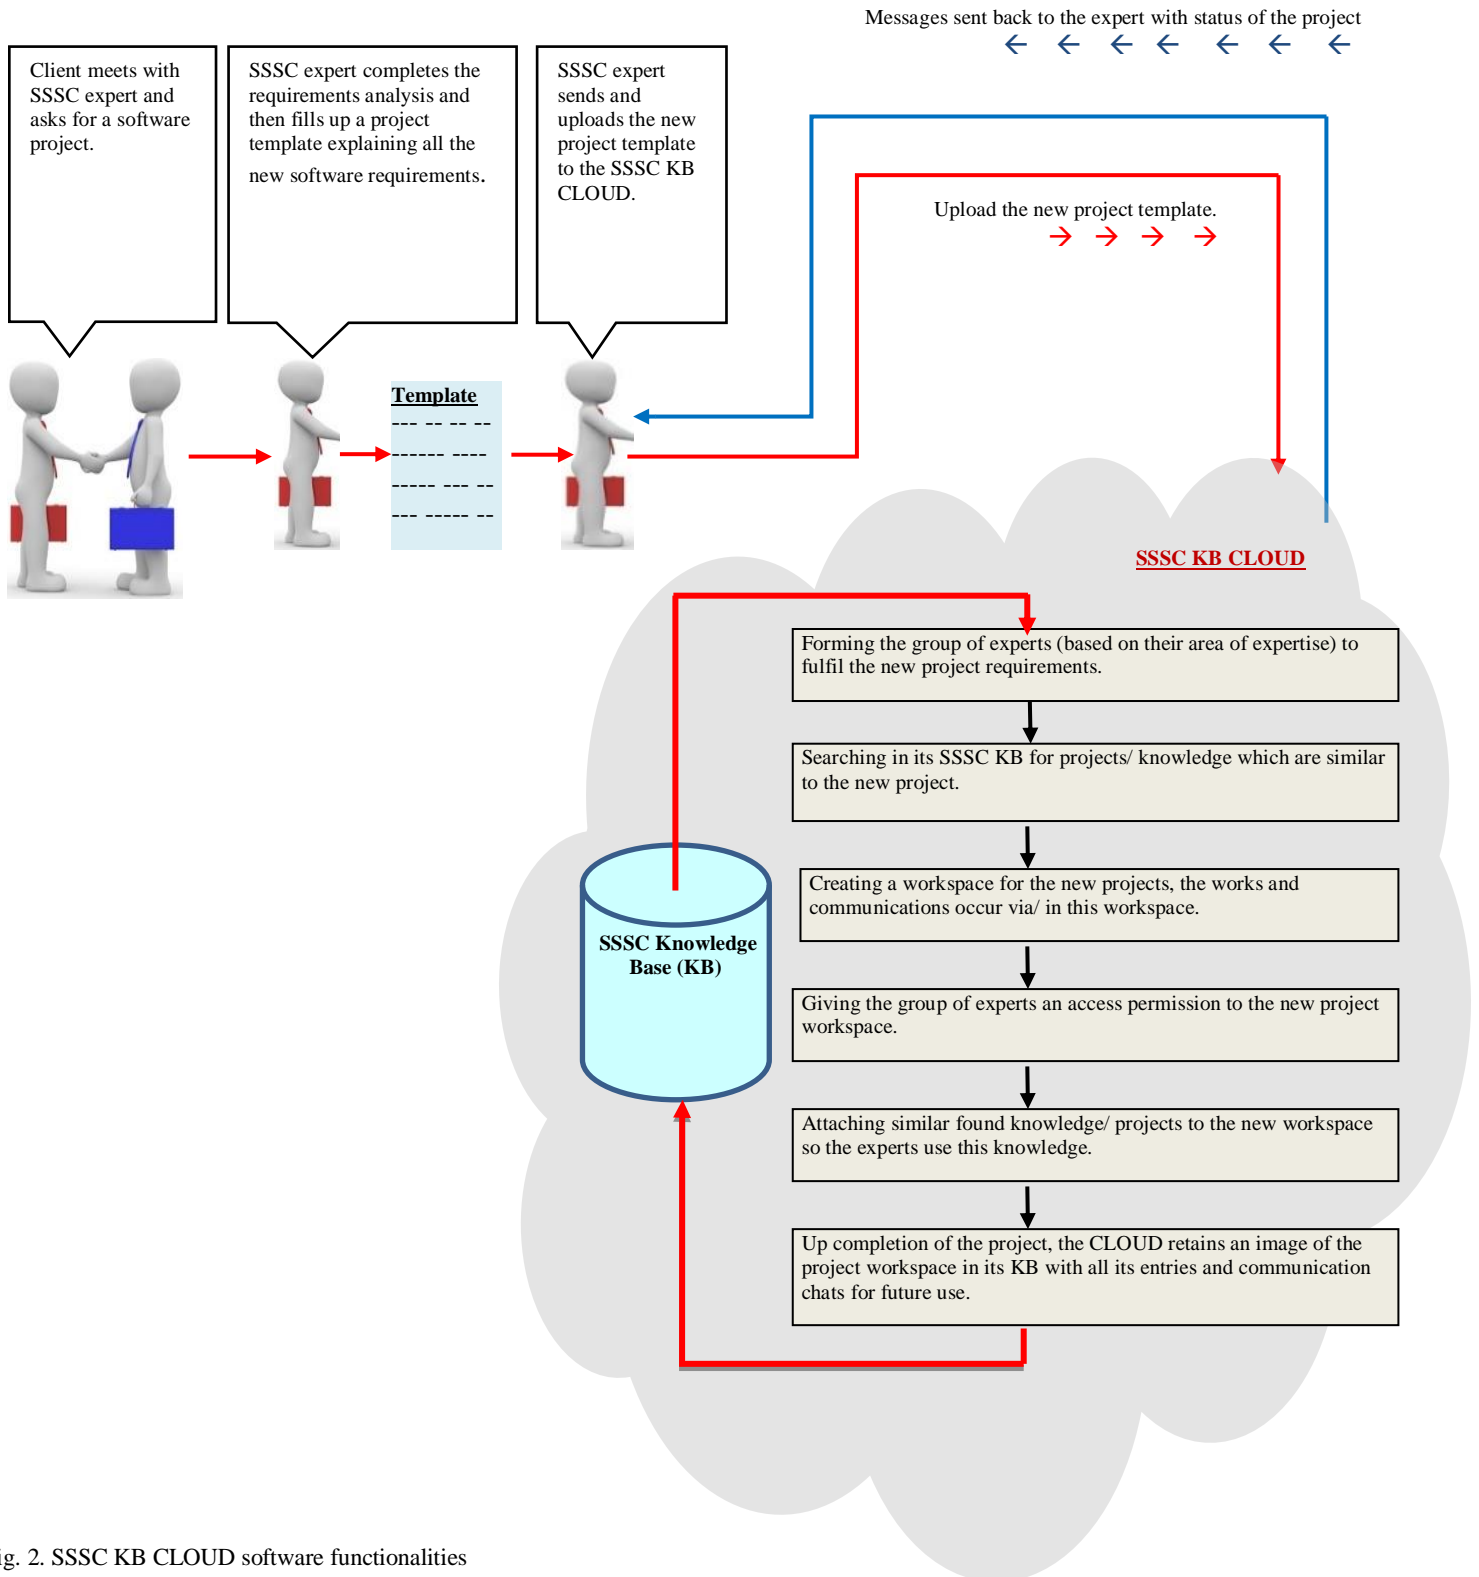 Messages sent back to the expert with status of the project
Client meets with
SSSC expert and
asks for a software
project.
SSSC expert completes the
requirements analysis and
then fills up a project
template explaining all the
new software requirements.
SSSC expert
sends and
uploads the new
project template
to the SSSC KB
CLOUD.
Upload the new project template.
Template
SSSC KB CLOUD
Forming the group of experts (based on their area of expertise) to
fulfil the new project requirements.
Searching in its SSSC KB for projects/ knowledge which are similar
to the new project.
Creating a workspace for the new projects, the works and
communications occur via/ in this workspace.
SSSC Knowledge
Base (KB)
Giving the group of experts an access permission to the new project
workspace.
Attaching similar found knowledge/ projects to the new workspace
so the experts use this knowledge.
Up completion of the project, the CLOUD retains an image of the
project workspace in its KB with all its entries and communication
chats for future use.
ig. 2. SSSC KB CLOUD software functionalities